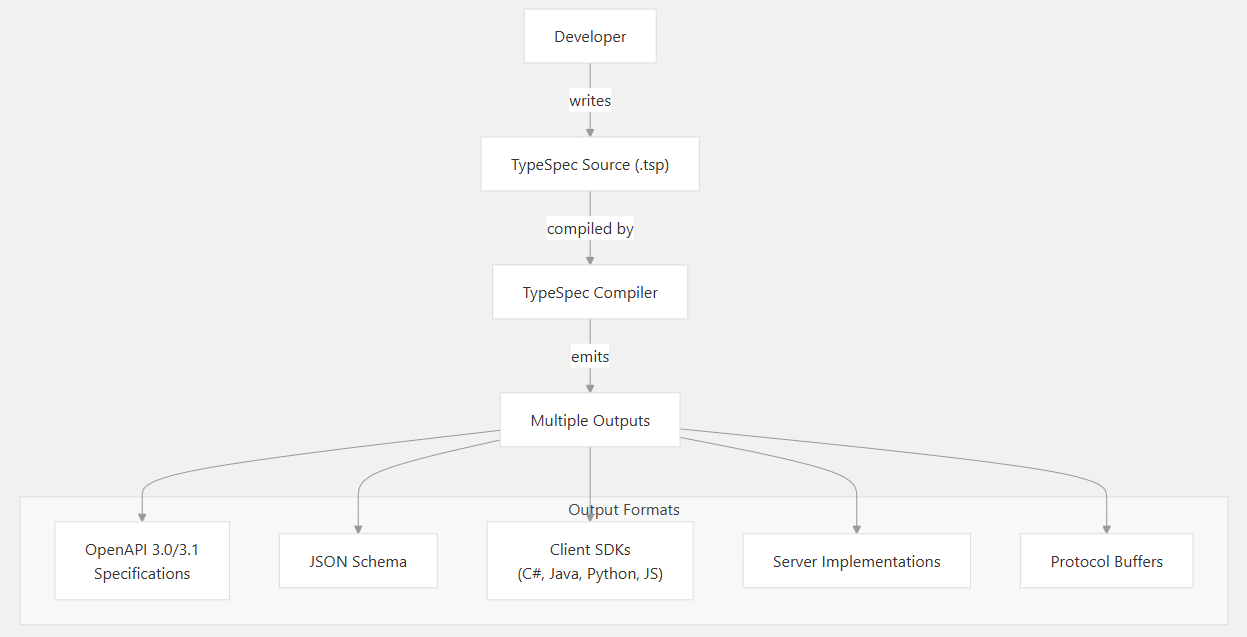 Developer
writes
TypeSpec Source (.tsp)
compiled by
TypeSpec Compiler
emits
Multiple Outputs
Output Formats
OpenAPI 3.0/3.1
Specifications
JSON Schema
Client SDKs
(C#, Java, Python, JS)
Server Implementations
Protocol Buffers